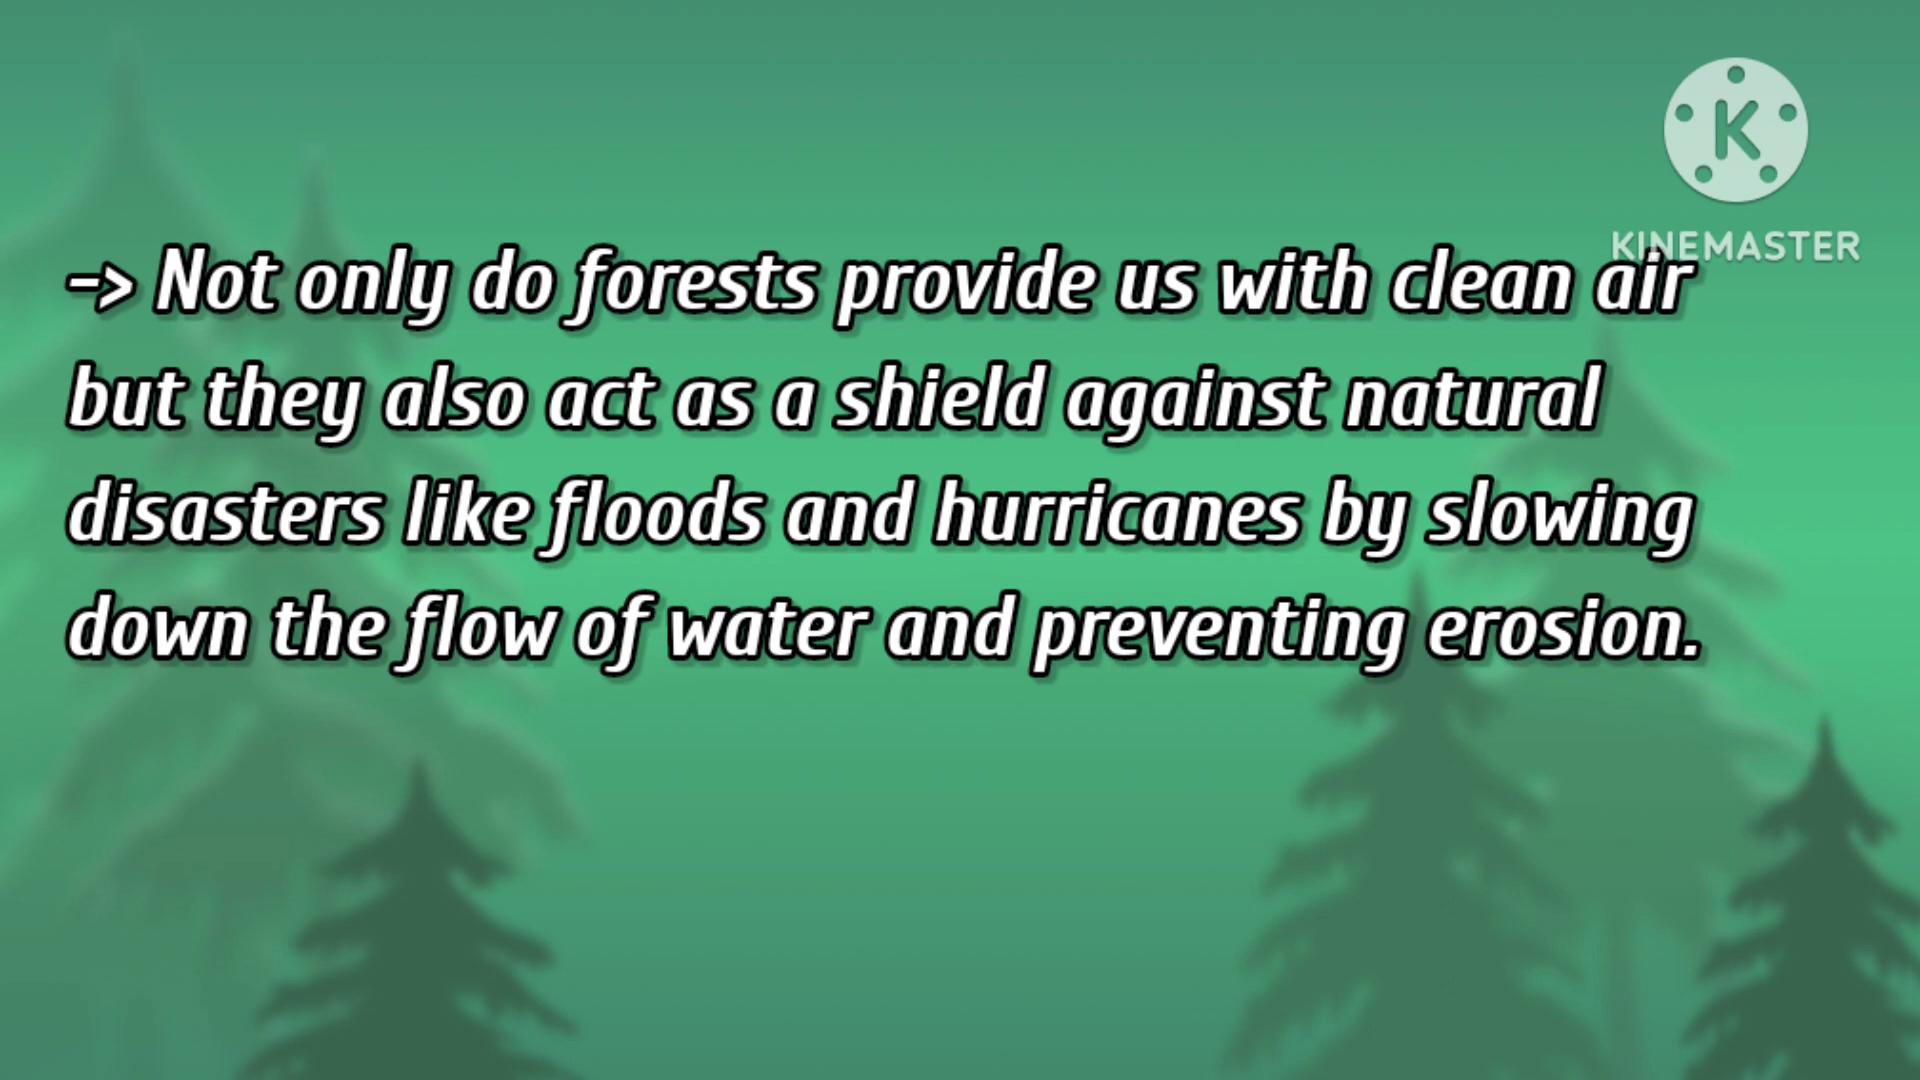 K
KINEMASTER
-> Not only do forests provide us with clean air
but they also act as a shield against natural
disasters like floods and hurricanes by slowing
down the flow of water and preventing erosion.